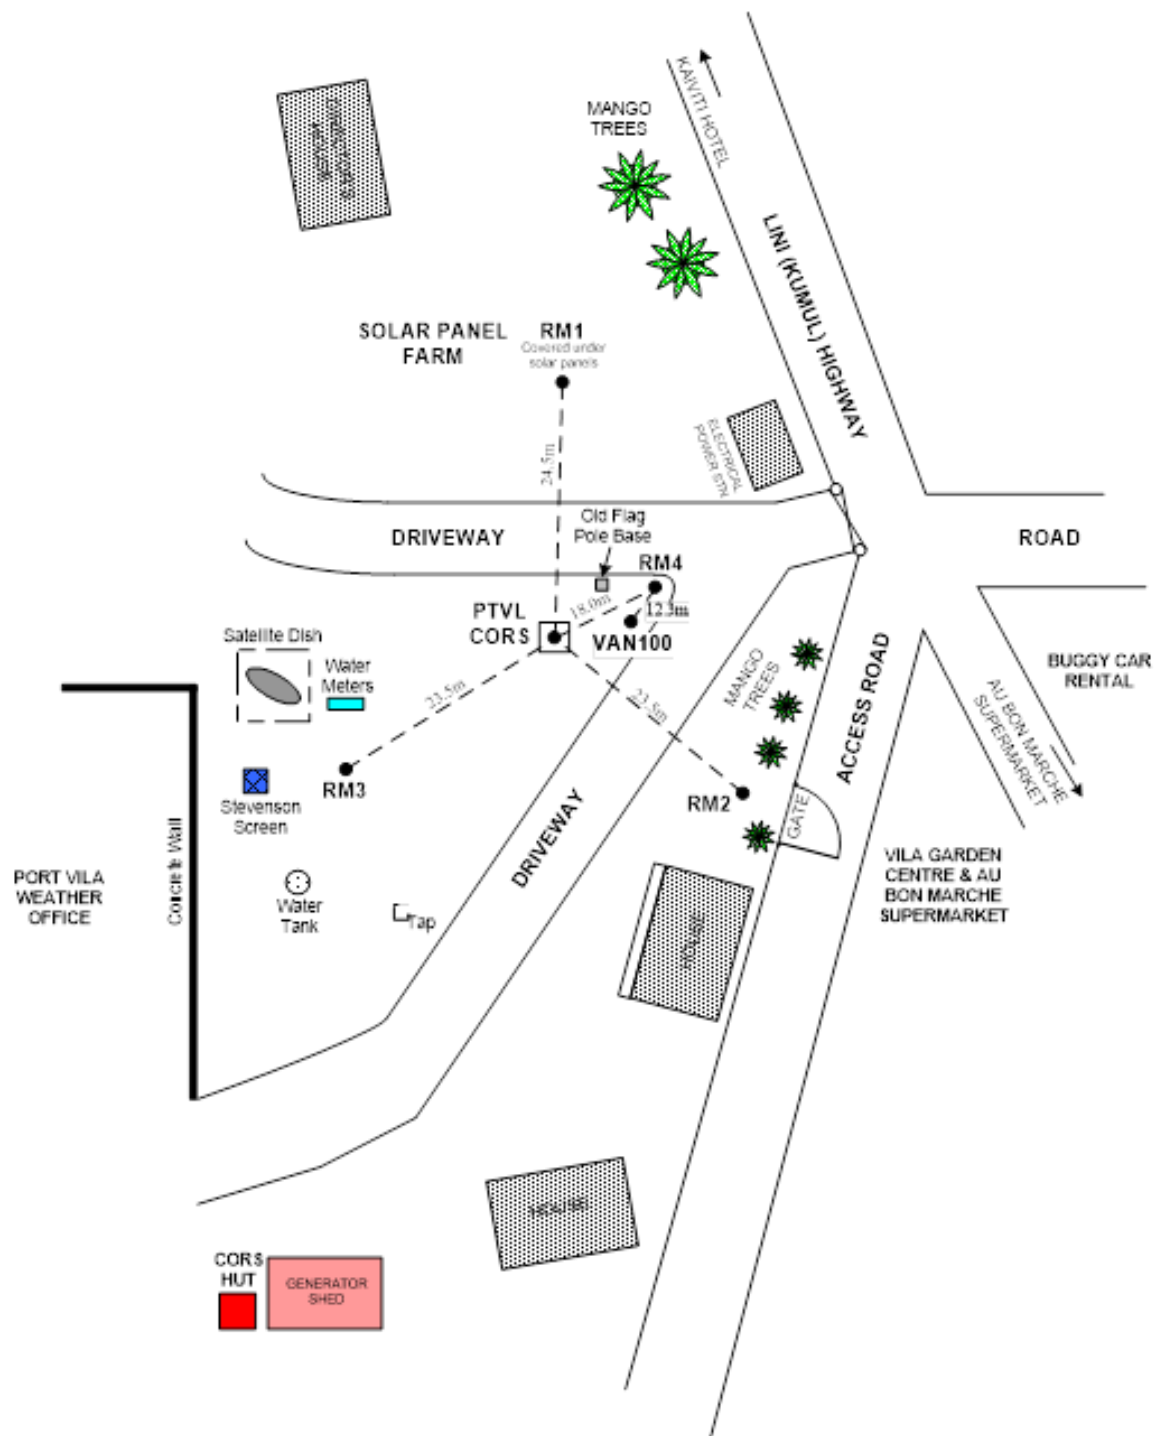 MANGO
TREES
KAIVITI HOTEL
LINI (KUMUL) HIGHWAY
SOLAR PANEL
FARM
RM1
Covered under
solar panels
24.5m
ELECTRICAL
POWER STN.
DRIVEWAY
Old Flag
Pole Base
ROAD
RM4
18.0m
12.3m
PTVL
CORS
VAN100
Satellite Dish
Water
Meters
23.5m
23.5m
MANGO
TREES
ACCESS ROAD
BUGGY CAR
RENTAL
AU BON MARCHE
SUPERMARKET
RM3
RM2
Stevenson
Screen
DRIVEWAY
GATE
Concrete Wall
PORT VILA
WEATHER
OFFICE
Water
Tank
Tap
VILA GARDEN
CENTRE & AU
BON MARCHE
SUPERMARKET
HOUSE
HOUSE
CORS
HUT
GENERATOR
SHED